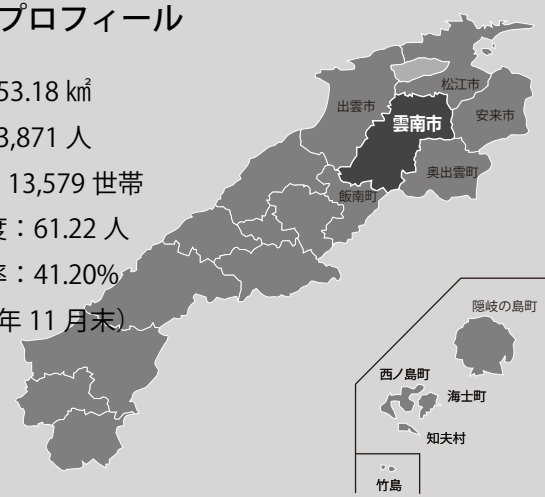 プロフィール
53.18 ㎢
3,871 人
13,579 世帯
度：61.22 人
率：41.20%
年 11 月末）
松江市
出雲市
安来市
雲南市
奥出雲町
飯南町
隠岐の島町
西ノ島町
海士町
知夫村
竹島